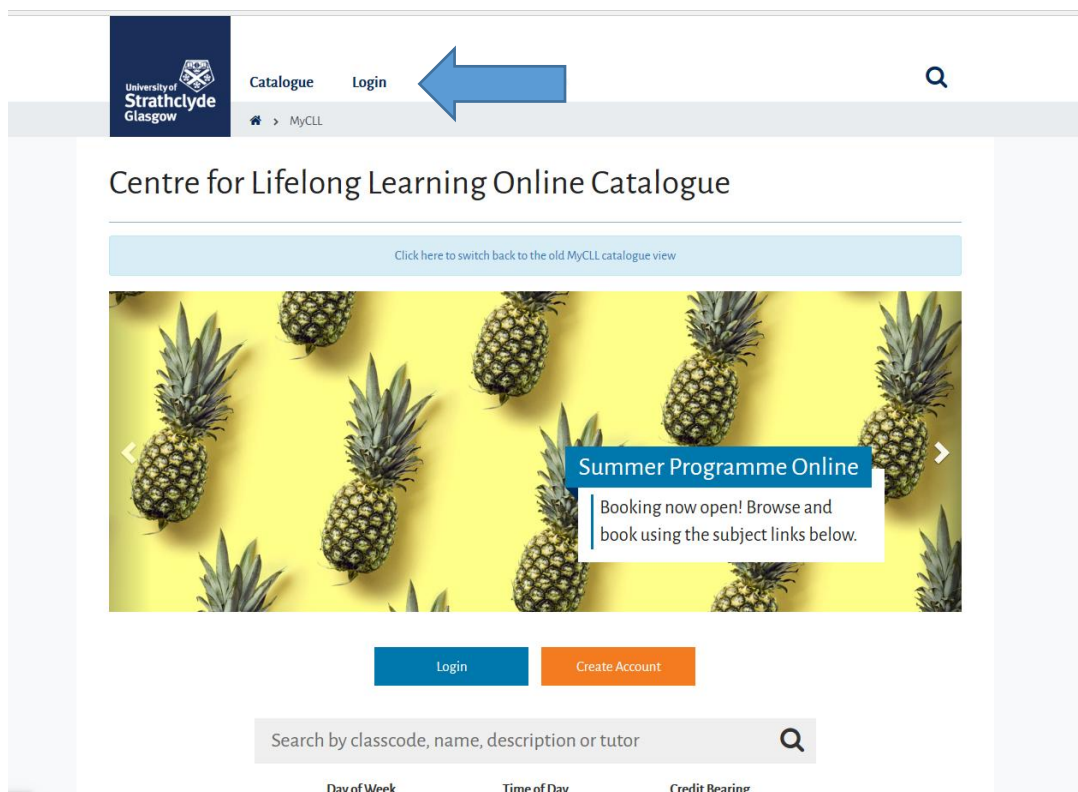 University of
Strathclyde
Glasgow
Catalogue Login
> MyCLL
Centre for Lifelong Learning Online Catalogue
Click here to switch back to the old MyCLL catalogue view
Summer Programme Online
Booking now open! Browse and
book using the subject links below.
Login Create Account
Search by classcode, name, description or tutor
Day of Week Time of Day Credit Bearing